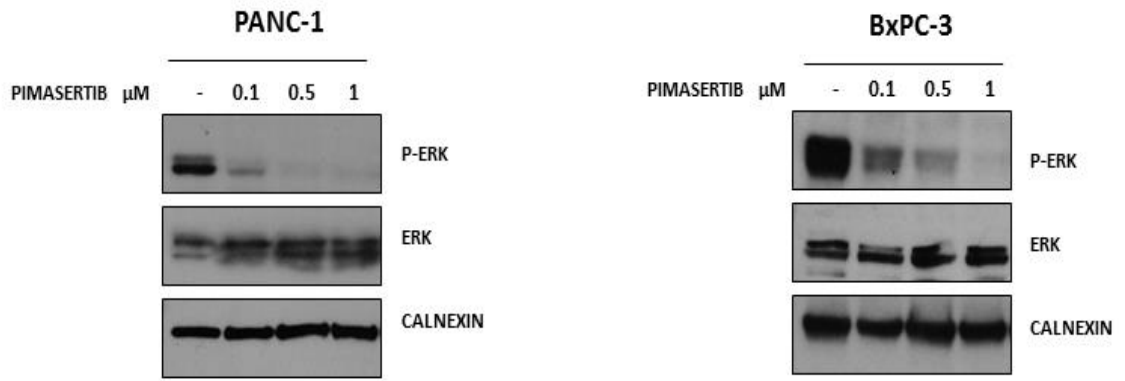 PANC-1
PIMASERTIB µM - 0.1 0.5 1
P-ERK
ERK
CALNEXIN
BxPC-3
PIMASERTIB µM - 0.1 0.5 1
P-ERK
ERK
CALNEXIN